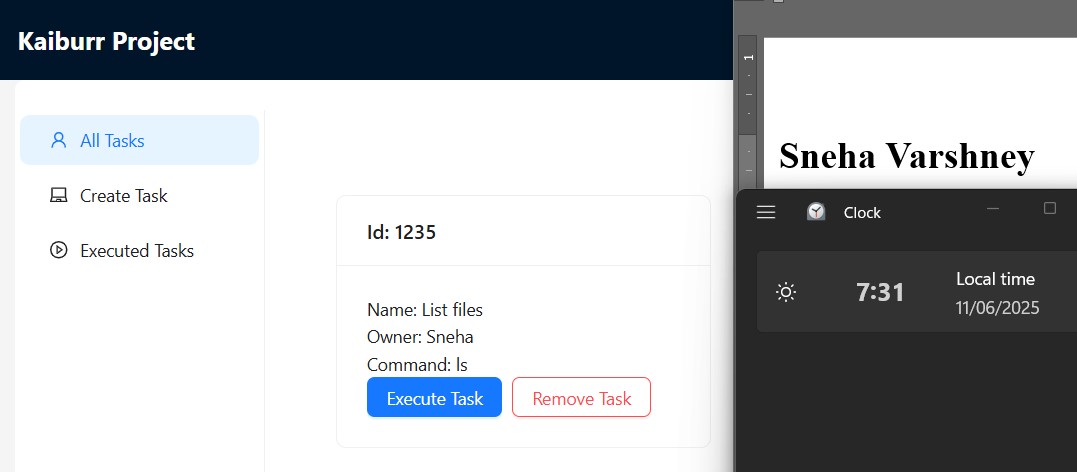 Kaiburr Project
All Tasks
Create Task
Executed Tasks
Id: 1235
Name: List files
Owner: Sneha
Command: ls
Execute Task
Remove Task
1
Sneha Varshney
Clock
7:31
Local time
11/06/2025